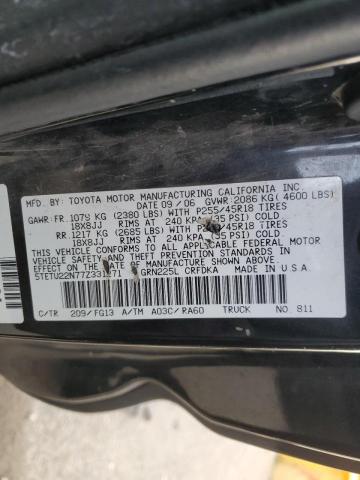 MFD. BY: TOYOTA MOTOR MANUFACTURING CALIFORNIA INC.
DATE 09/06 GVWR: 2086 KG (4600 LBS)
GAWR: FR. 1079 KG (2380 LBS) WITH P255/45R18 TIRES
18X8JJ RIMS AT 240 KPA (35 PSI) COLD
RR. 1217 KG (2685 LBS) WITH P255/45R18 TIRES
18X8JJ RIMS AT 240 KPA (35 PSI) COLD
THIS VEHICLE CONFORMS TO ALL APPLICABLE FEDERAL MOTOR
VEHICLE SAFETY AND THEFT PREVENTION STANDARDS IN
EFFECT ON THE DATE OF MANUFACTURE SHOWN ABOVE.
GRN225L CRFDKA MADE IN U.S.A.
C/TR 209/FG13 A/TM A03C/RA60 TRUCK NO. 811